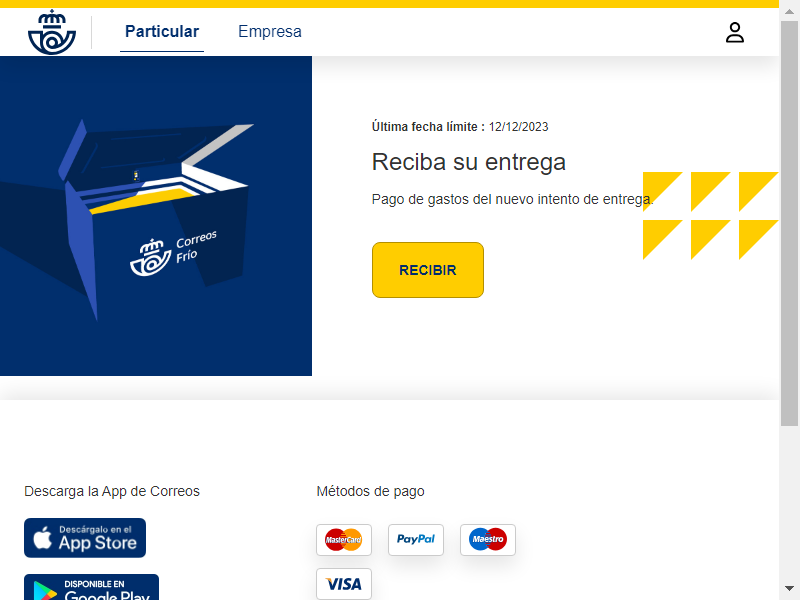 Particular
Empresa
Última fecha límite : 12/12/2023
Reciba su entrega
Pago de gastos del nuevo intento de entrega.
RECIBIR
Correos
Frío
Descarga la App de Correos
Descárgalo en el
App Store
DISPONIBLE EN
Google Play
Métodos de pago
MasterCard
PayPal
Maestro
VISA